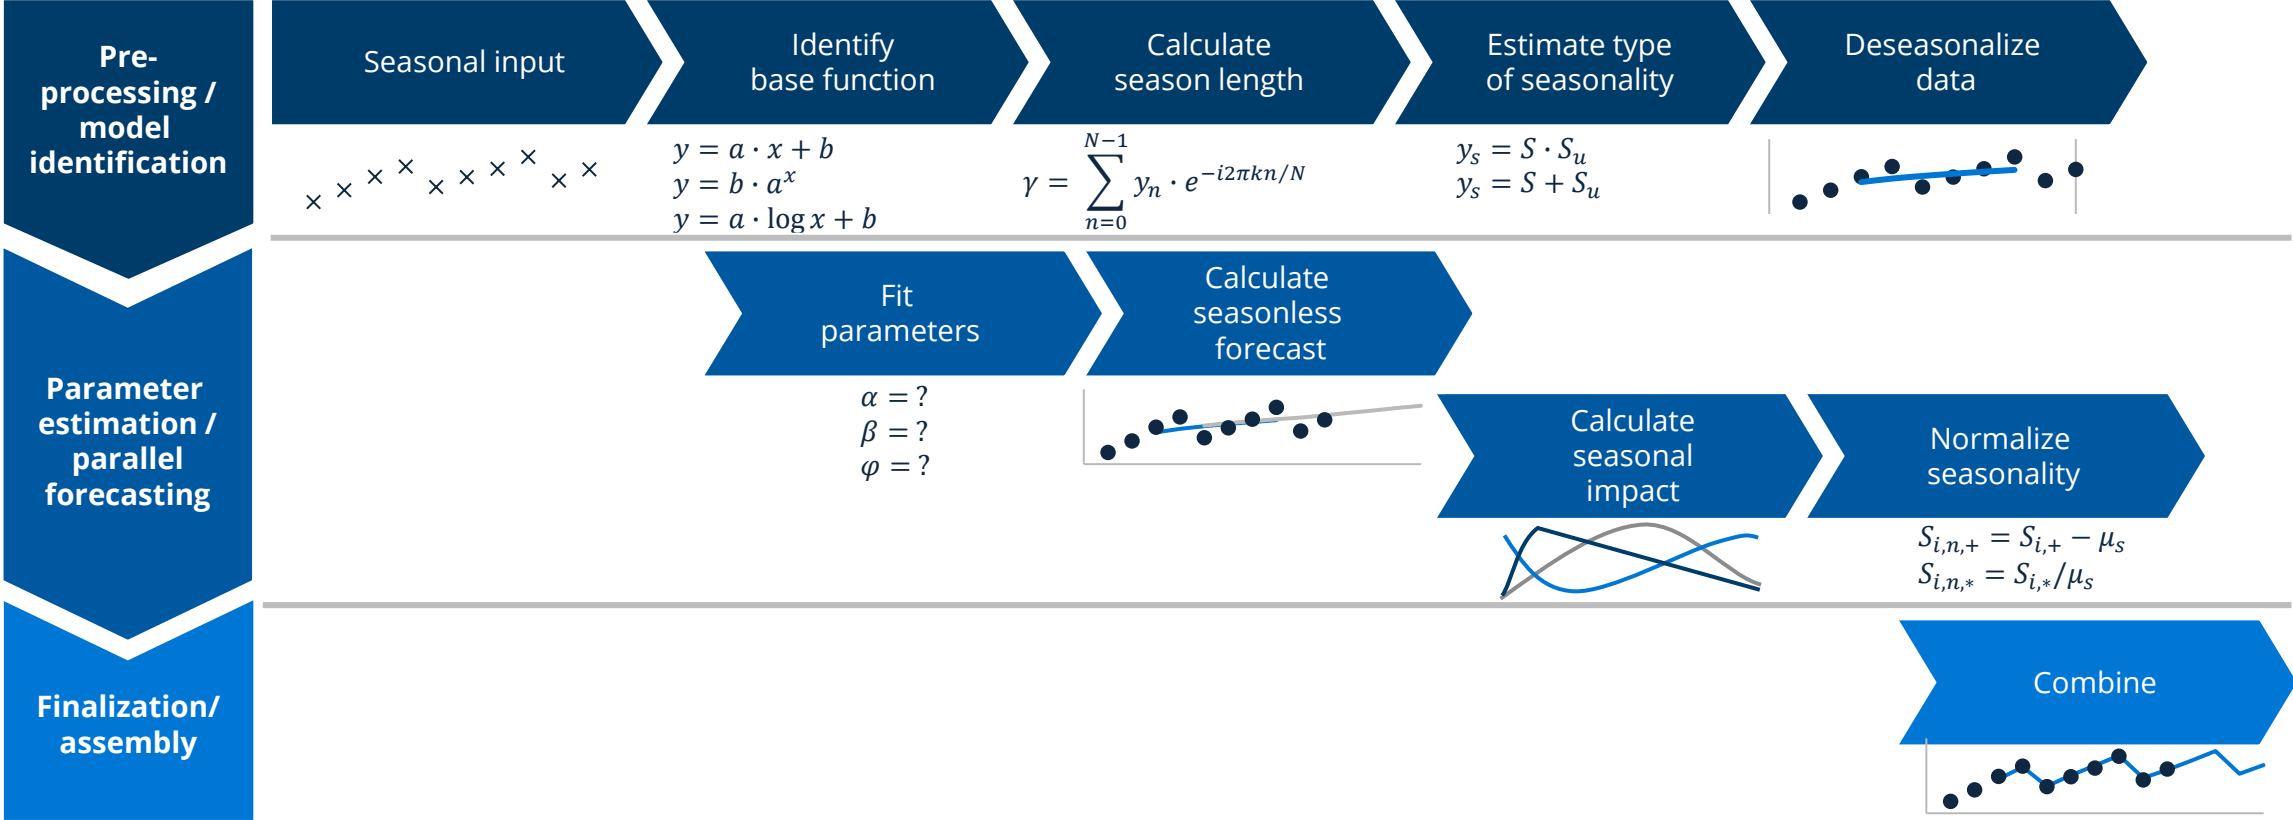 Pre-
processing /
model
identification
Seasonal input
Identify
base function
Calculate
season length
Estimate type
of seasonality
Deseasonalize
data
y = a · x + b
y = b · aˣ
y = a · log x + b
γ = ∑_{n=0}^{N−1} yₙ · e^{−i2πkn/N}
y_s = S · S_u
y_s = S + S_u
Parameter
estimation /
parallel
forecasting
Fit
parameters
Calculate
seasonless
forecast
α = ?
β = ?
φ = ?
Calculate
seasonal
impact
Normalize
seasonality
S_{i,n,+} = S_{i,+} − μ_s
S_{i,n,*} = S_{i,*}/μ_s
Finalization/
assembly
Combine